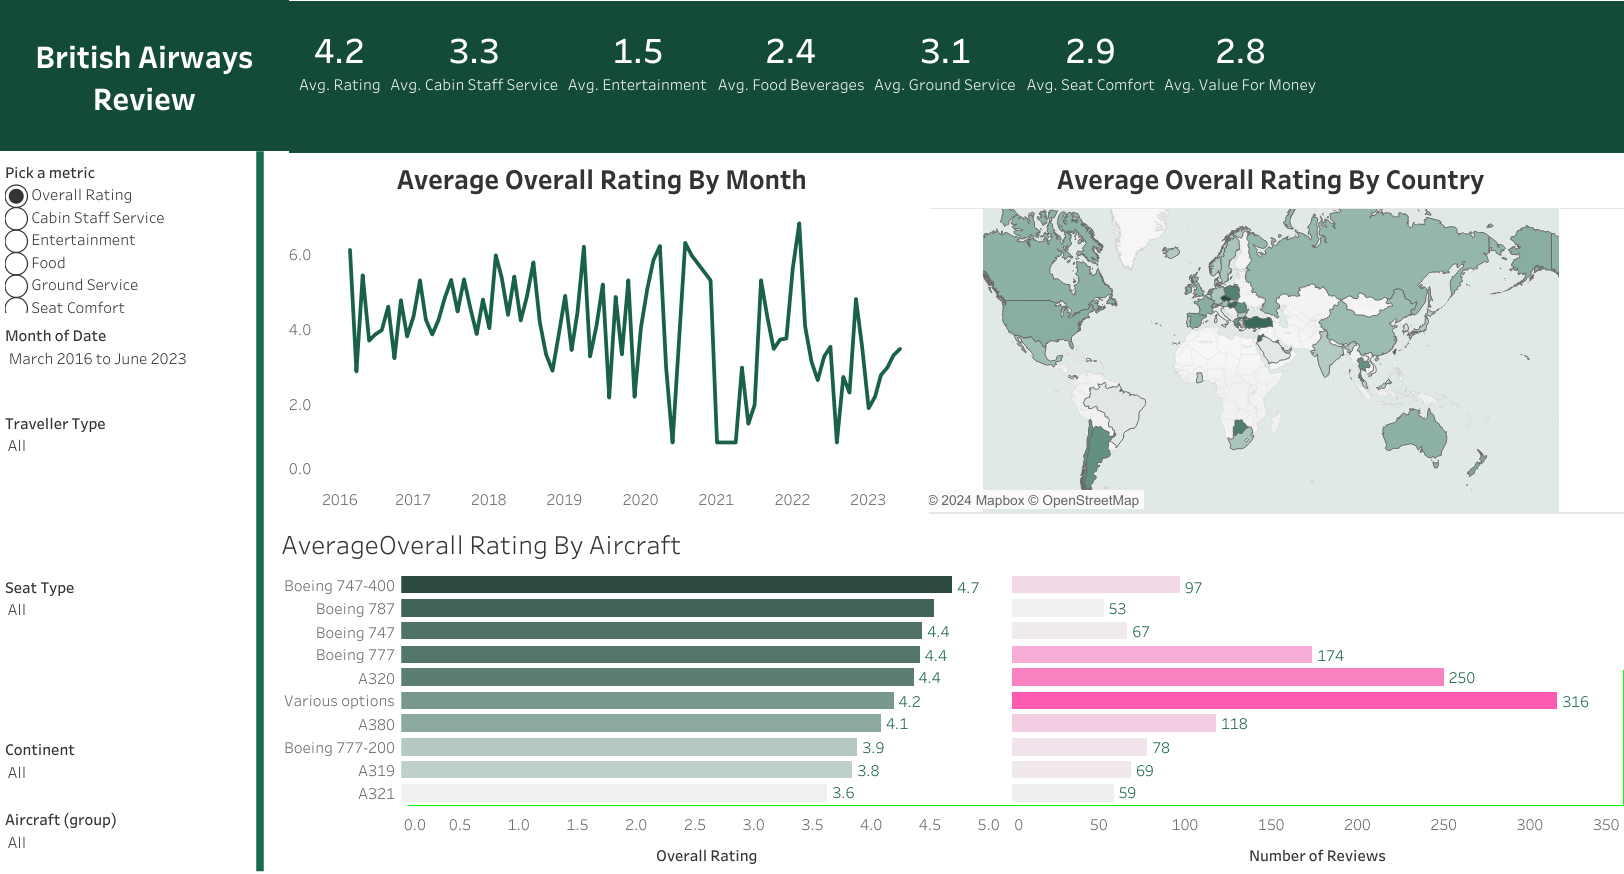 British Airways
Review
4.2 3.3 1.5 2.4 3.1 2.9 2.8
Avg. Rating Avg. Cabin Staff Service Avg. Entertainment Avg. Food Beverages Avg. Ground Service Avg. Seat Comfort Avg. Value For Money
Pick a metric
Overall Rating
Cabin Staff Service
Entertainment
Food
Ground Service
Seat Comfort
Month of Date
March 2016 to June 2023
Traveller Type
All
Seat Type
All
Continent
All
Aircraft (group)
All
Average Overall Rating By Month
6.0
4.0
2.0
0.0
2016 2017 2018 2019 2020 2021 2022 2023
Average Overall Rating By Country
© 2024 Mapbox © OpenStreetMap
AverageOverall Rating By Aircraft
Boeing 747-400 4.7 97
Boeing 787 53
Boeing 747 4.4 67
Boeing 777 4.4 174
A320 4.4 250
Various options 4.2 316
A380 4.1 118
Boeing 777-200 3.9 78
A319 3.8 69
A321 3.6 59
0.0 0.5 1.0 1.5 2.0 2.5 3.0 3.5 4.0 4.5 5.0 0 50 100 150 200 250 300 350
Overall Rating Number of Reviews